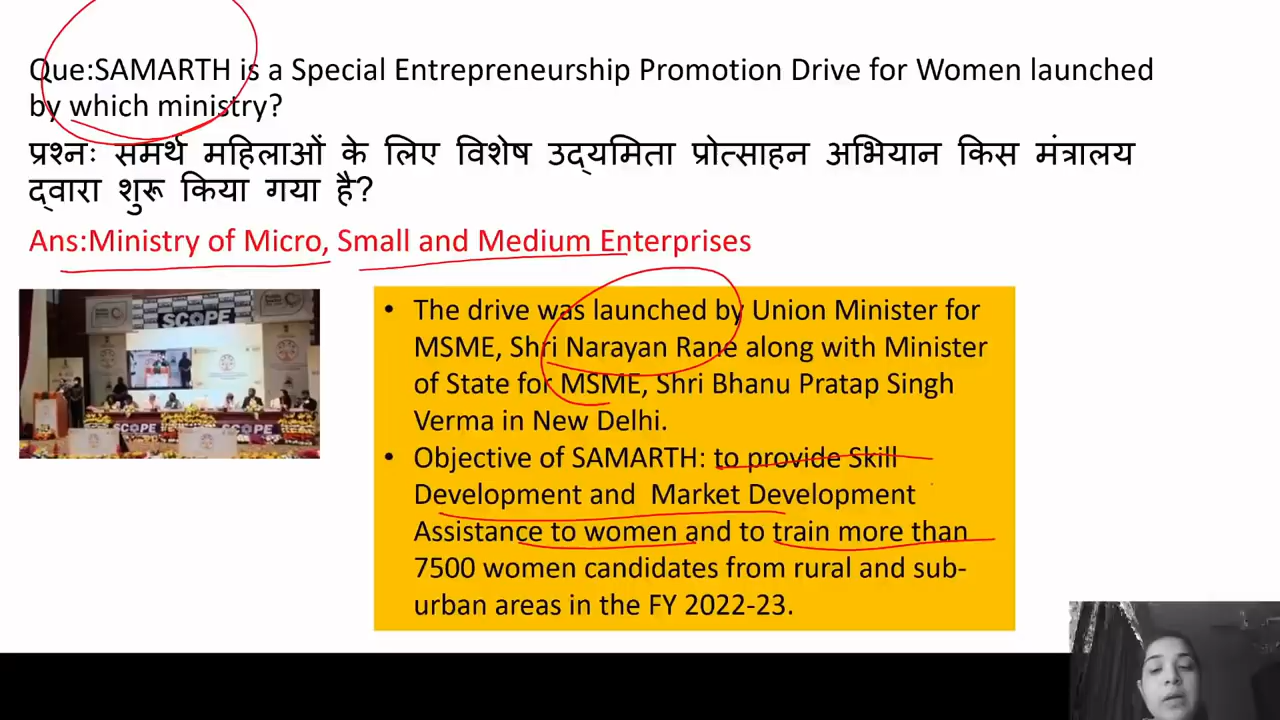 Que:SAMARTH is a Special Entrepreneurship Promotion Drive for Women launched
by which ministry?
प्रश्नः समर्थ महिलाओं के लिए विशेष उद्यमिता प्रोत्साहन अभियान किस मंत्रालय
द्वारा शुरू किया गया है?
Ans:Ministry of Micro, Small and Medium Enterprises
SCOPE
SCOPE
SCOPE
• The drive was launched by Union Minister for
MSME, Shri Narayan Rane along with Minister
of State for MSME, Shri Bhanu Pratap Singh
Verma in New Delhi.
• Objective of SAMARTH: to provide Skill
Development and Market Development
Assistance to women and to train more than
7500 women candidates from rural and sub-
urban areas in the FY 2022-23.